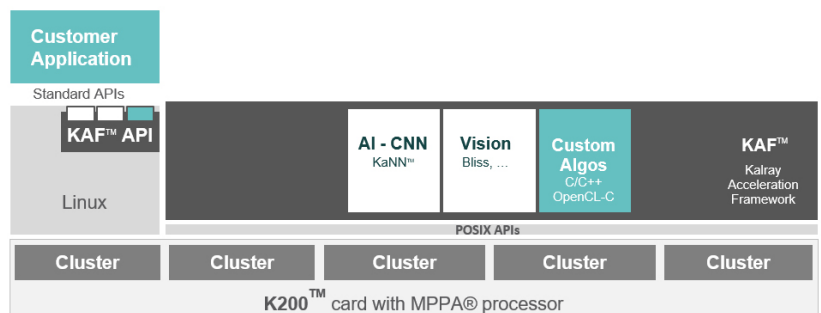 Customer
Application
Standard APIs
KAF™ API
Linux
AI - CNN
KaNN™
Vision
Bliss, ...
Custom
Algos
C/C++
OpenCL-C
KAF™
Kalray
Acceleration
Framework
POSIX APIs
Cluster Cluster Cluster Cluster Cluster
K200™ card with MPPA® processor